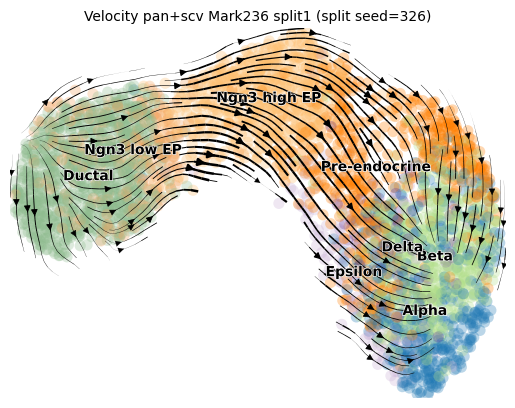 Velocity pan+scv Mark236 split1 (split seed=326)
Ngn3 high EP
Ngn3 low EP
Pre-endocrine
Ductal
Delta
Beta
Epsilon
Alpha